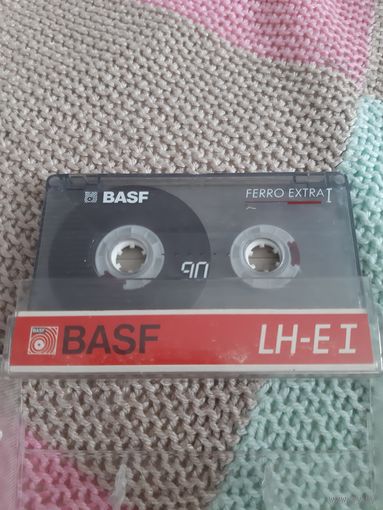 BASF
FERRO EXTRA I
90
BASF
LH-E I